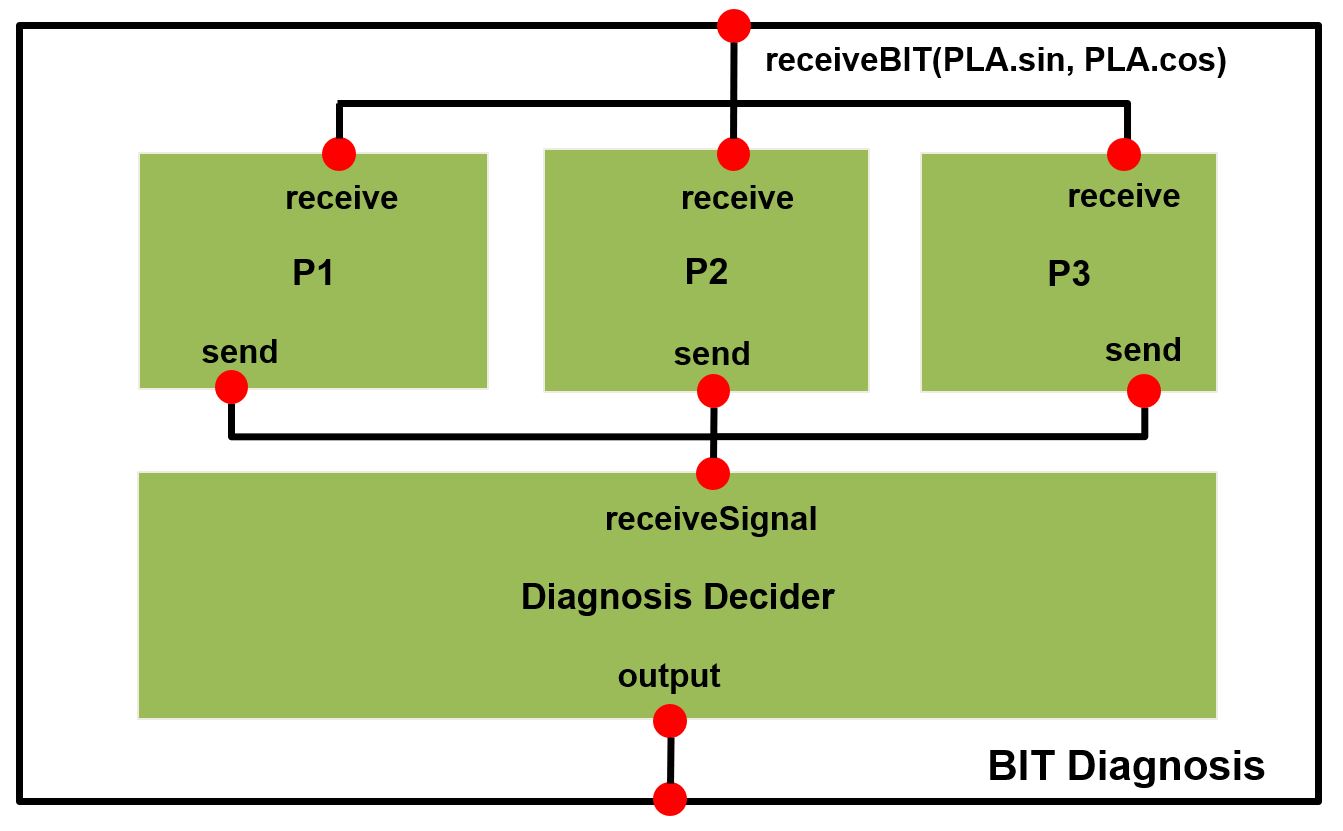 receiveBIT(PLA.sin, PLA.cos)
receive
receive
receive
P1
P2
P3
send
send
send
receiveSignal
Diagnosis Decider
output
BIT Diagnosis